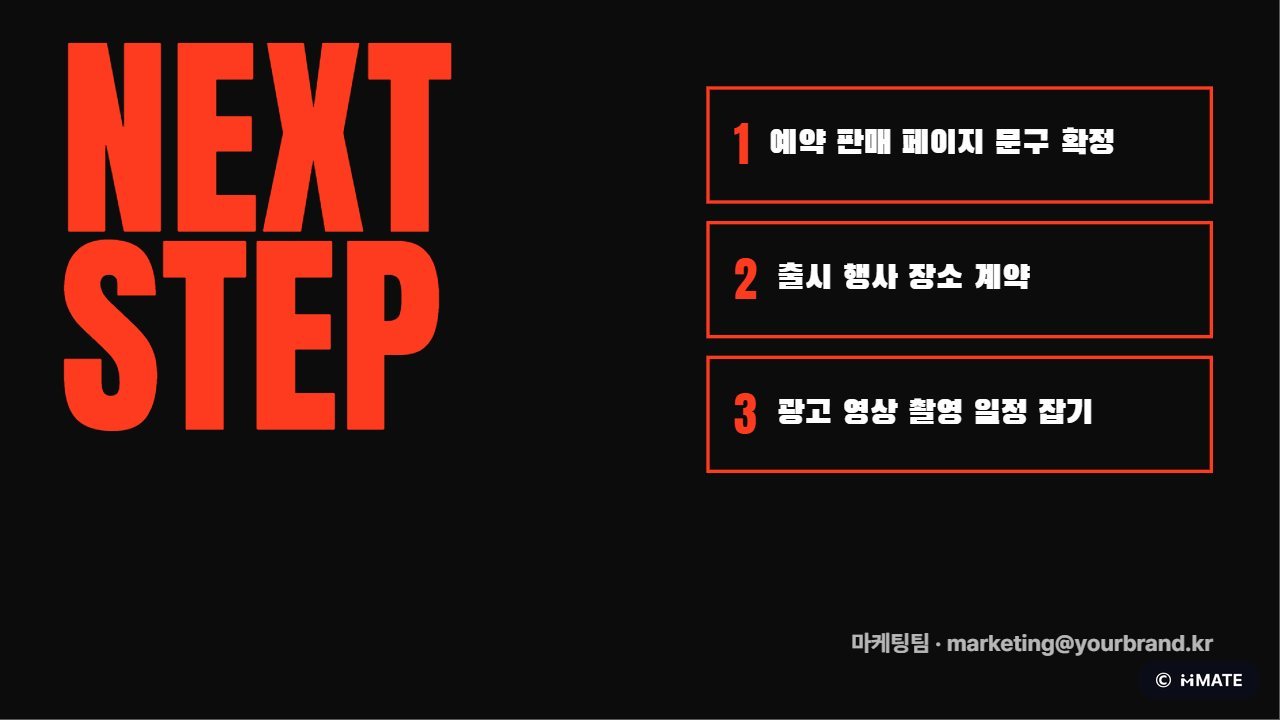 NEXT
STEP
1 예약 판매 페이지 문구 확정
2 출시 행사 장소 계약
3 광고 영상 촬영 일정 잡기
마케팅팀 · marketing@yourbrand.kr
© MATE